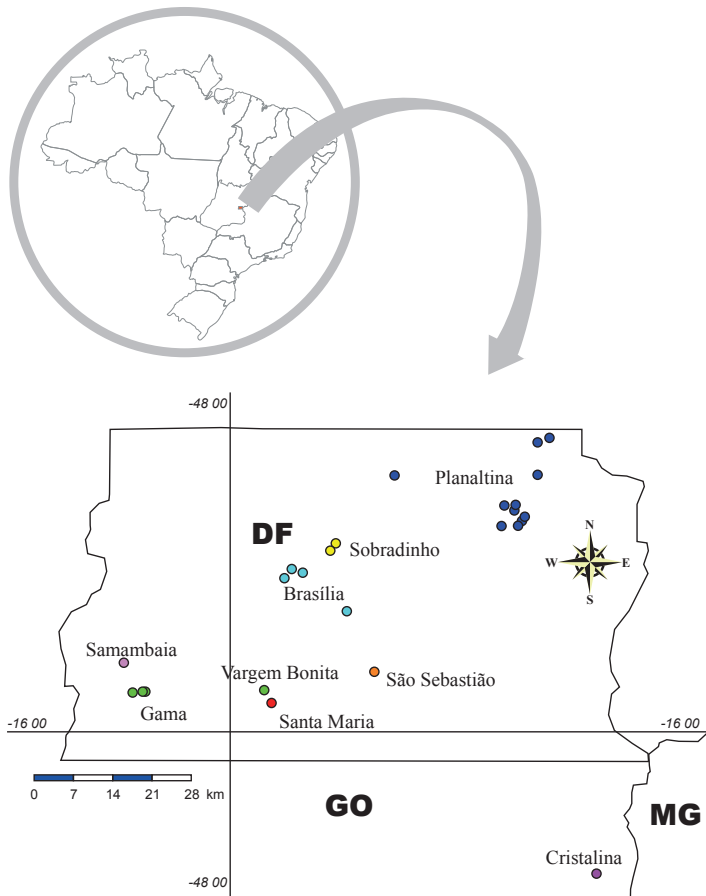 -48 00
Planaltina
DF
N
Sobradinho
W
E
Brasília
S
Samambaia
Vargem Bonita
São Sebastião
Gama
Santa Maria
-16 00
-16 00
0 7 14 21 28 km
GO
MG
Cristalina
-48 00